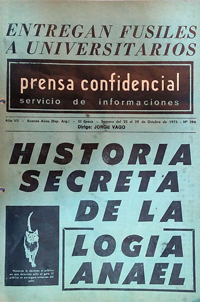 ENTREGAN FUSILES
A UNIVERSITARIOS
prensa confidencial
servicio de informaciones
Dirige: JORGE VAGO
HISTORIA
SECRETA
DE LA
LOGIA
ANAEL